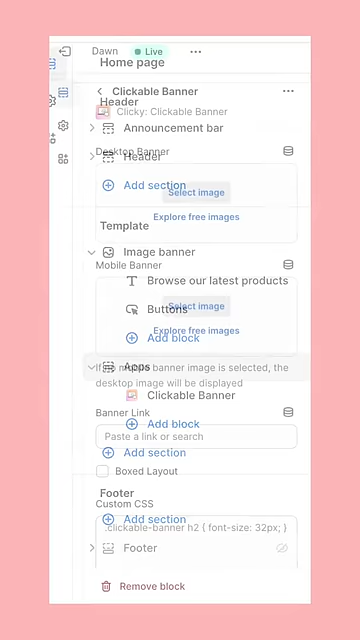 Dawn Live
Home page
Clickable Banner
Header
Clicky: Clickable Banner
Announcement bar
Desktop Banner
Header
Add section
Select image
Explore free images
Template
Image banner
Mobile Banner
Browse our latest products
Select image
Buttons
Explore free images
Add block
Apps
If no mobile banner image is selected, the
desktop image will be displayed
Clickable Banner
Banner Link
Add block
Paste a link or search
Add section
Boxed Layout
Footer
Custom CSS
Add section
.clickable-banner h2 { font-size: 32px; }
Footer
Remove block